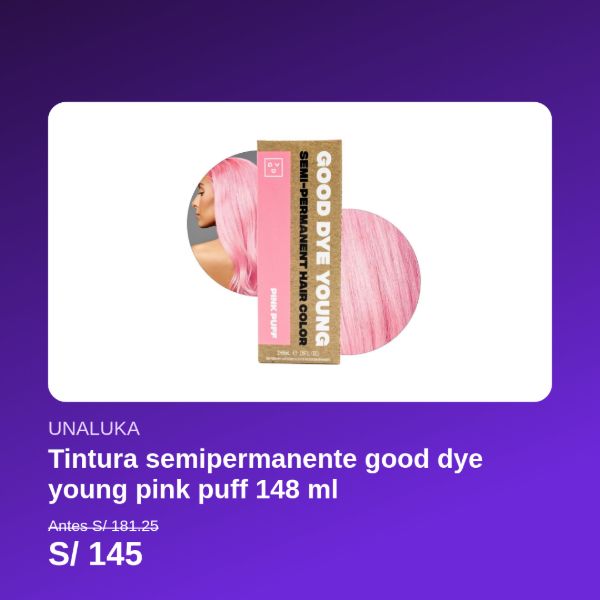 GOOD DYE YOUNG
SEMI-PERMANENT HAIR COLOR
PINK PUFF
UNALUKA
Tintura semipermanente good dye
young pink puff 148 ml
Antes S/ 181.25
S/ 145